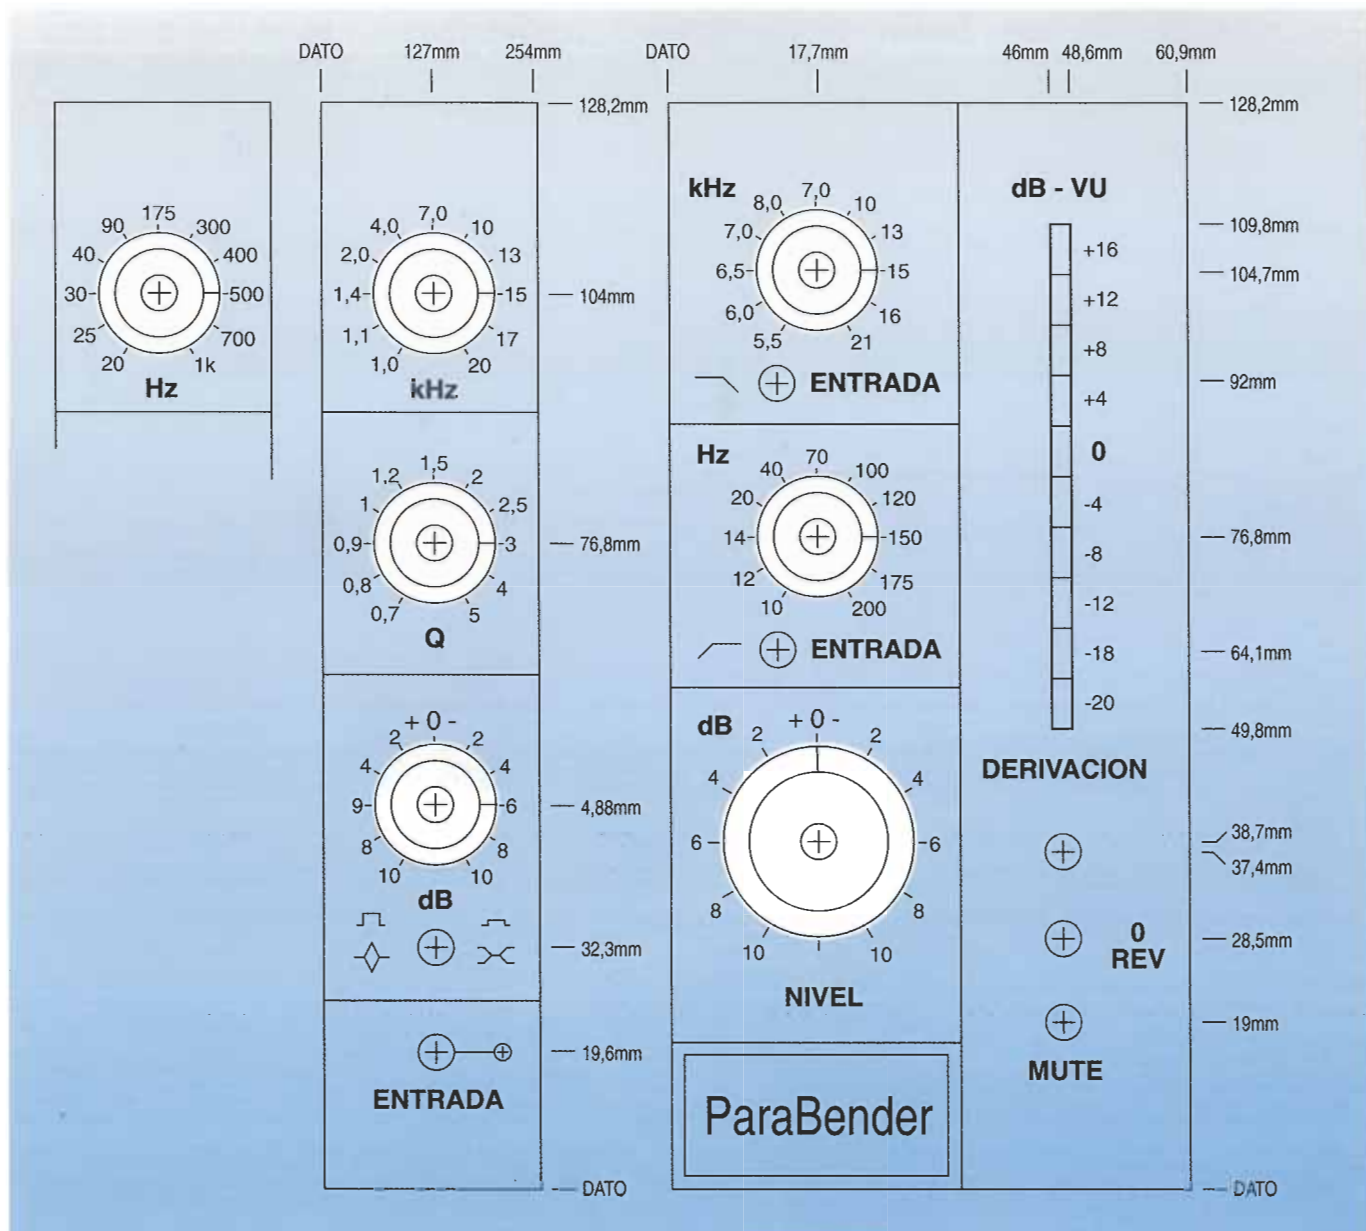 DATO 127mm 254mm DATO 17,7mm 46mm 48,6mm 60,9mm
128,2mm 128,2mm
20 25 30 40 90 175 300 400 500 700 1k
Hz
1,0 1,1 1,4 2,0 4,0 7,0 10 13 15 17 20
kHz
104mm
0,7 0,8 0,9 1 1,2 1,5 2 2,5 3 4 5
Q
76,8mm
+ 0 -
10 8 9 4 2 2 4 6 8 10
dB
4,88mm
32,3mm
19,6mm
ENTRADA
DATO
kHz
5,5 6,0 6,5 7,0 8,0 7,0 10 13 15 16 21
ENTRADA
Hz
10 12 14 20 40 70 100 120 150 175 200
ENTRADA
dB
+ 0 -
10 8 6 4 2 2 4 6 8 10
NIVEL
ParaBender
dB - VU
+16
+12
+8
+4
0
-4
-8
-12
-18
-20
DERIVACION
0
REV
MUTE
109,8mm
104,7mm
92mm
76,8mm
64,1mm
49,8mm
38,7mm
37,4mm
28,5mm
19mm
DATO